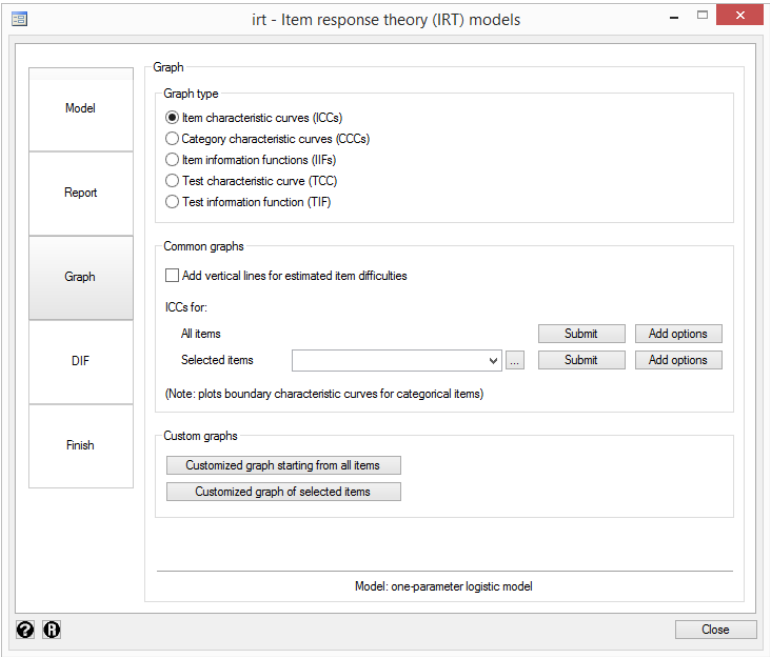 irt - Item response theory (IRT) models
Model
Report
Graph
DIF
Finish
Graph
Graph type
Item characteristic curves (ICCs)
Category characteristic curves (CCCs)
Item information functions (IIFs)
Test characteristic curve (TCC)
Test information function (TIF)
Common graphs
Add vertical lines for estimated item difficulties
ICCs for:
All items Submit Add options
Selected items ... Submit Add options
(Note: plots boundary characteristic curves for categorical items)
Custom graphs
Customized graph starting from all items
Customized graph of selected items
Model: one-parameter logistic model
? R Close